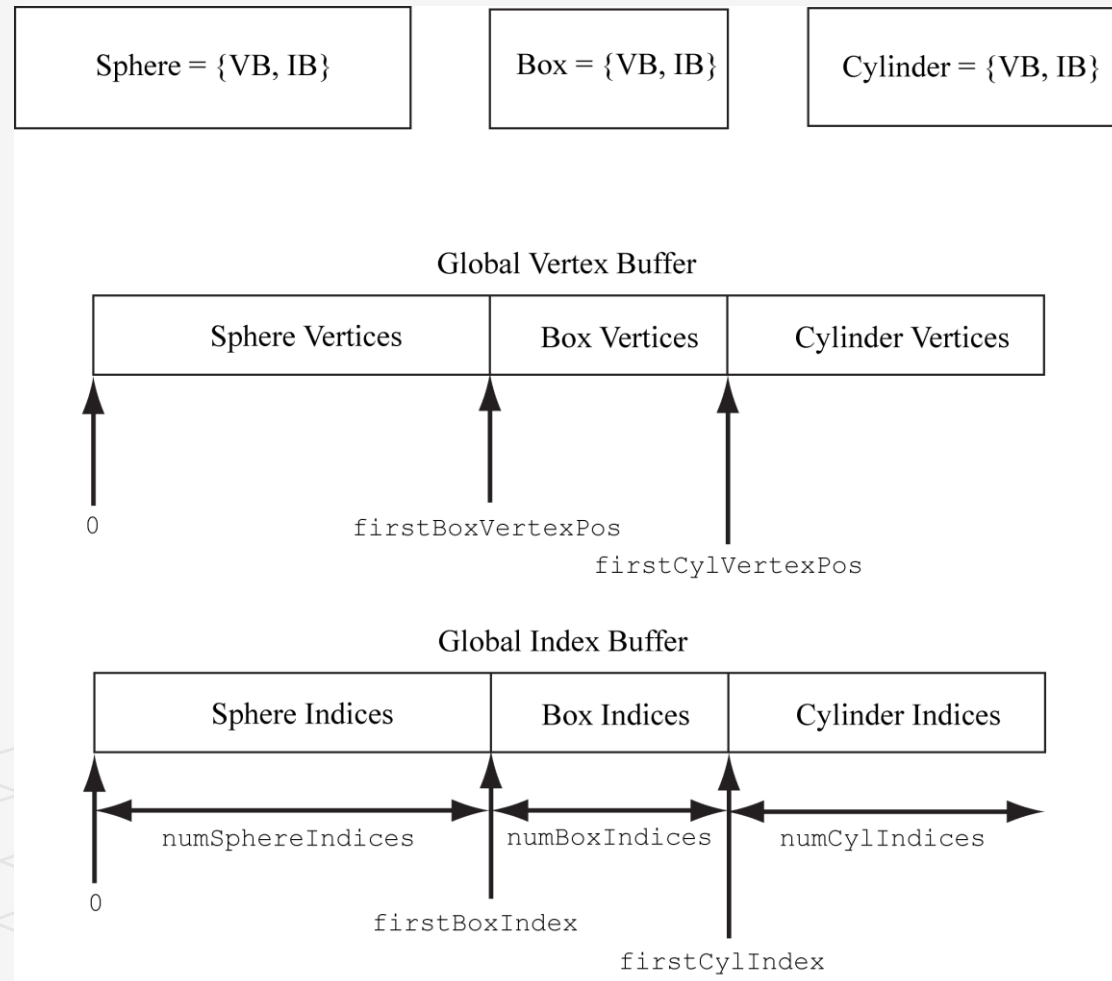 Sphere = {VB, IB}
Box = {VB, IB}
Cylinder = {VB, IB}
Global Vertex Buffer
Sphere Vertices
Box Vertices
Cylinder Vertices
0
firstBoxVertexPos
firstCylVertexPos
Global Index Buffer
Sphere Indices
Box Indices
Cylinder Indices
numSphereIndices
numBoxIndices
numCylIndices
0
firstBoxIndex
firstCylIndex